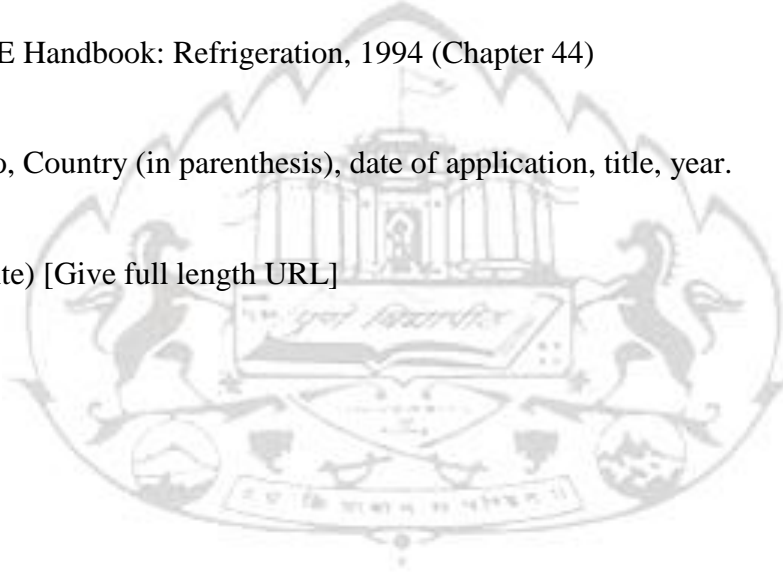 E Handbook: Refrigeration, 1994 (Chapter 44)
o, Country (in parenthesis), date of application, title, year.
te) [Give full length URL]